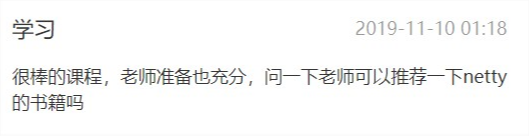 学习
2019-11-10 01:18
很棒的课程，老师准备也充分，问一下老师可以推荐一下netty
的书籍吗